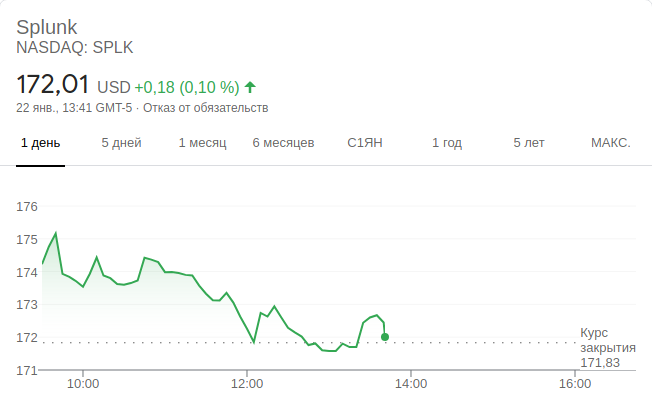 Splunk
NASDAQ: SPLK
172,01 USD +0,18 (0,10 %)
22 янв., 13:41 GMT-5 · Отказ от обязательств
1 день 5 дней 1 месяц 6 месяцев С1ЯН 1 год 5 лет МАКС.
176
175
174
173
172
171
Курс
закрытия
171,83
10:00 12:00 14:00 16:00